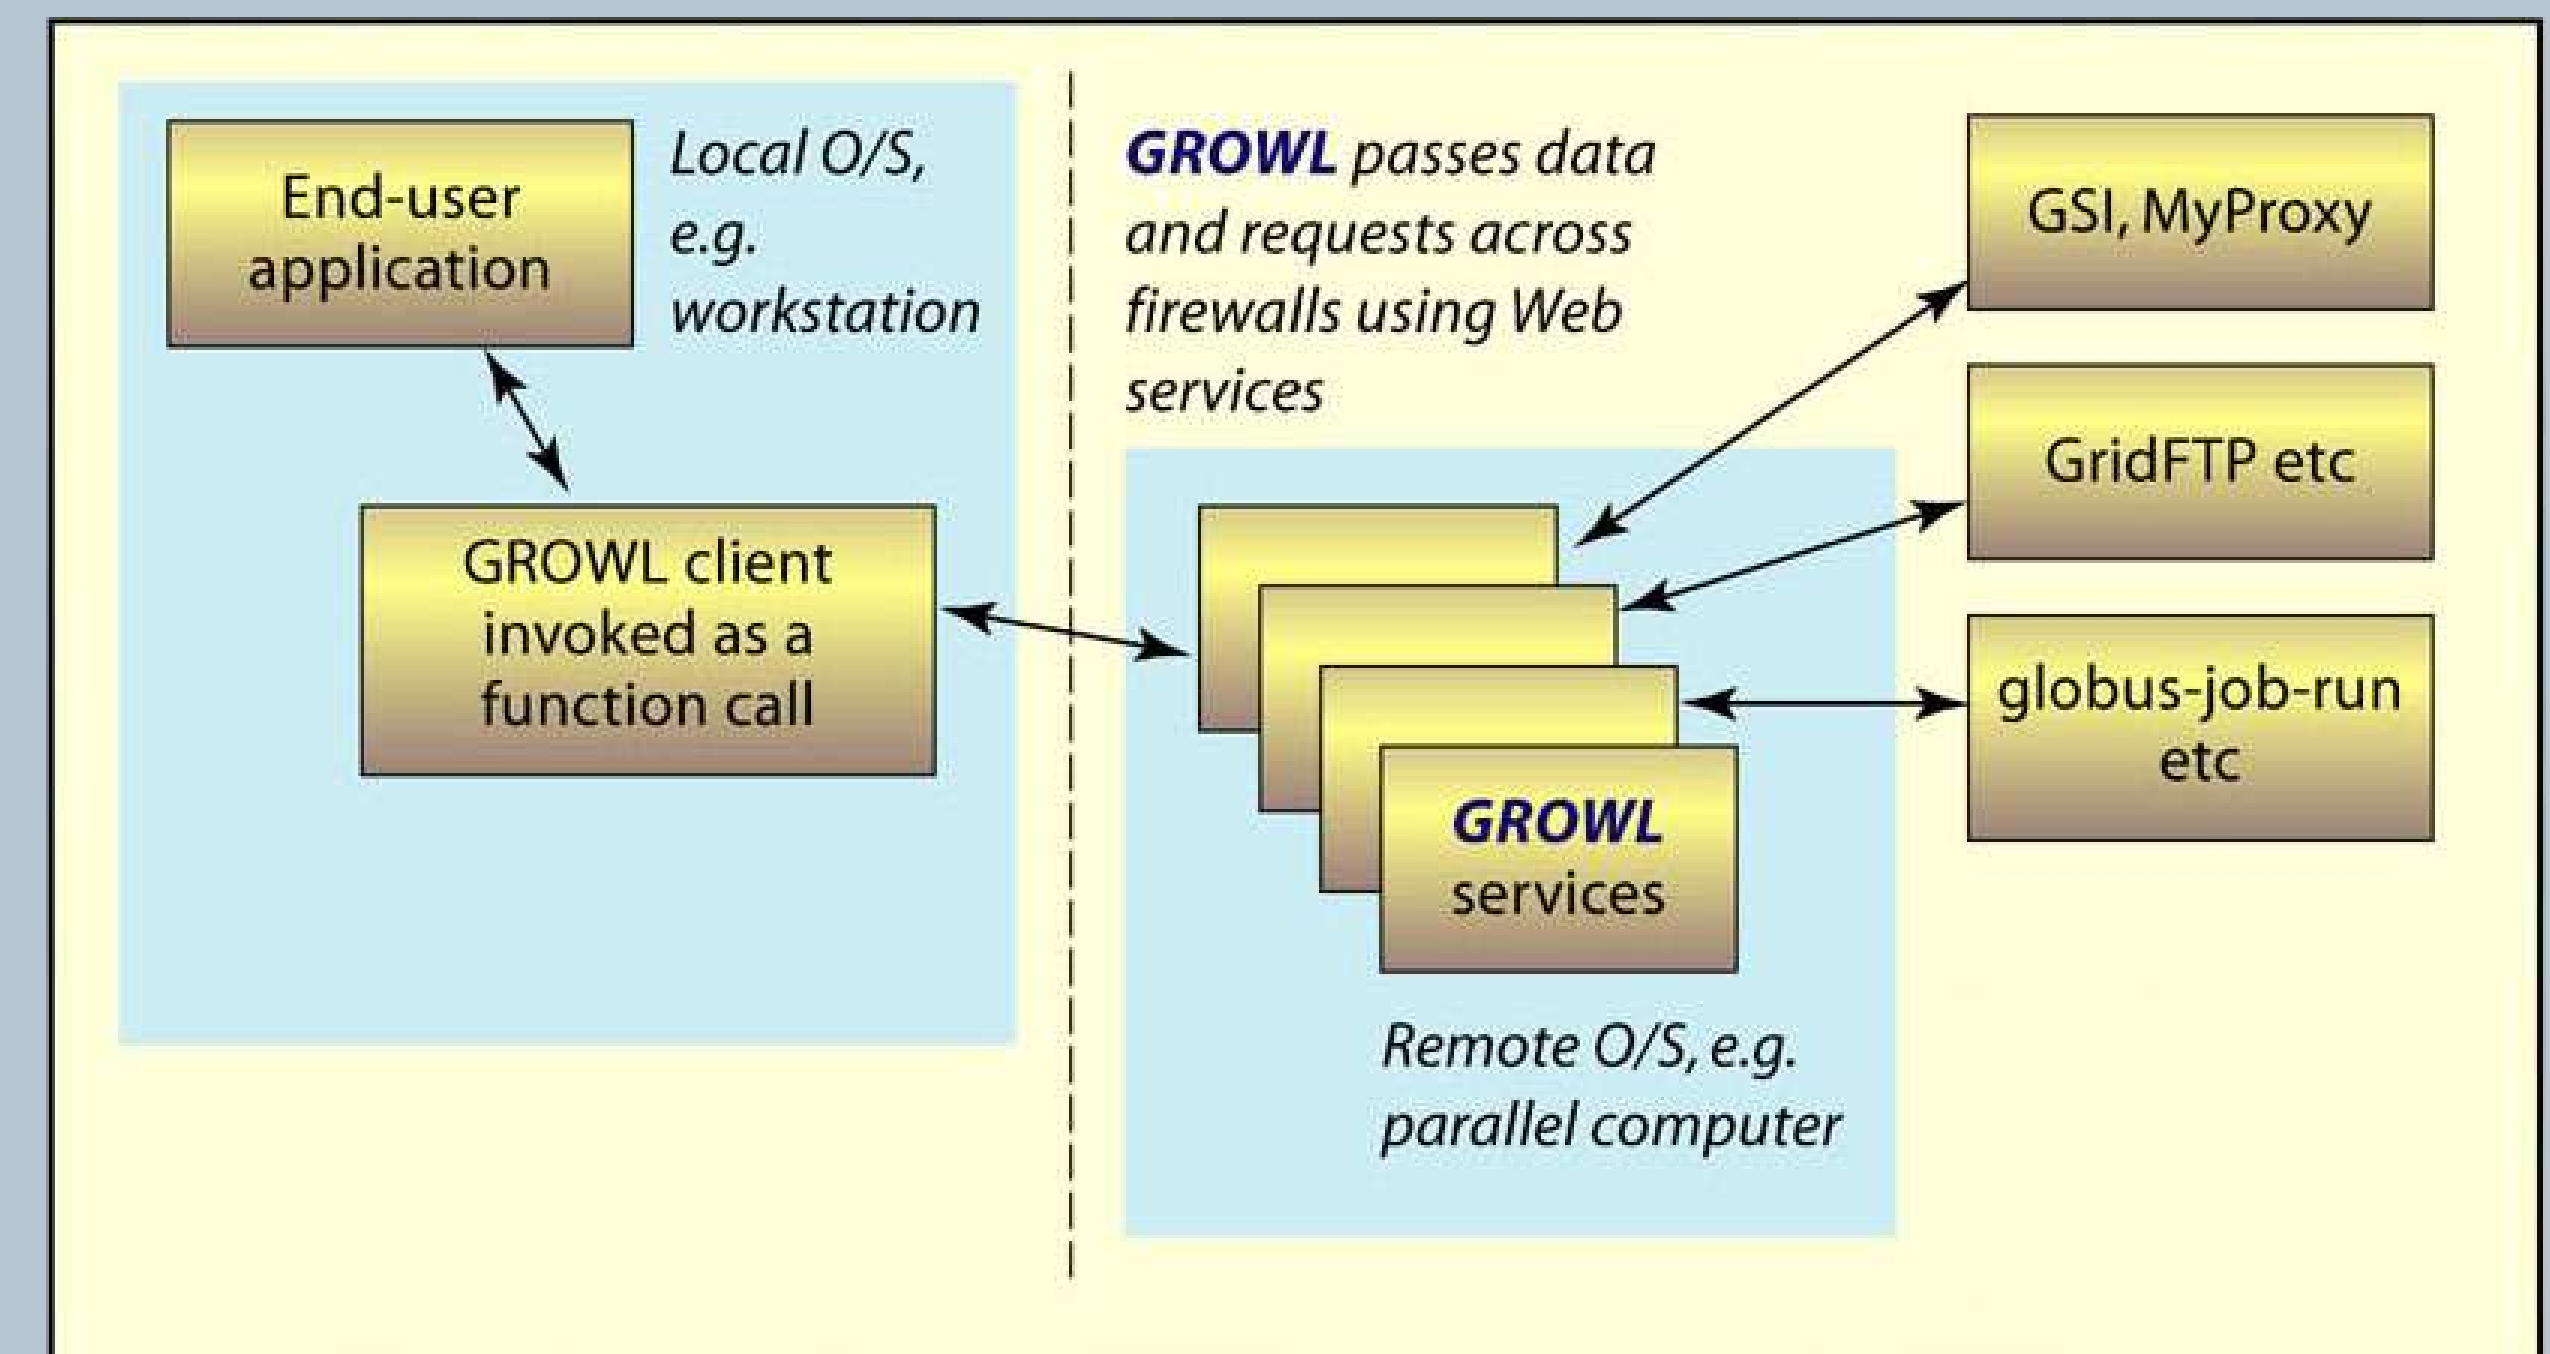 End-user
application
Local O/S,
e.g.
workstation
GROWL client
invoked as a
function call
GROWL passes data
and requests across
firewalls using Web
services
GROWL
services
Remote O/S, e.g.
parallel computer
GSI, MyProxy
GridFTP etc
globus-job-run
etc